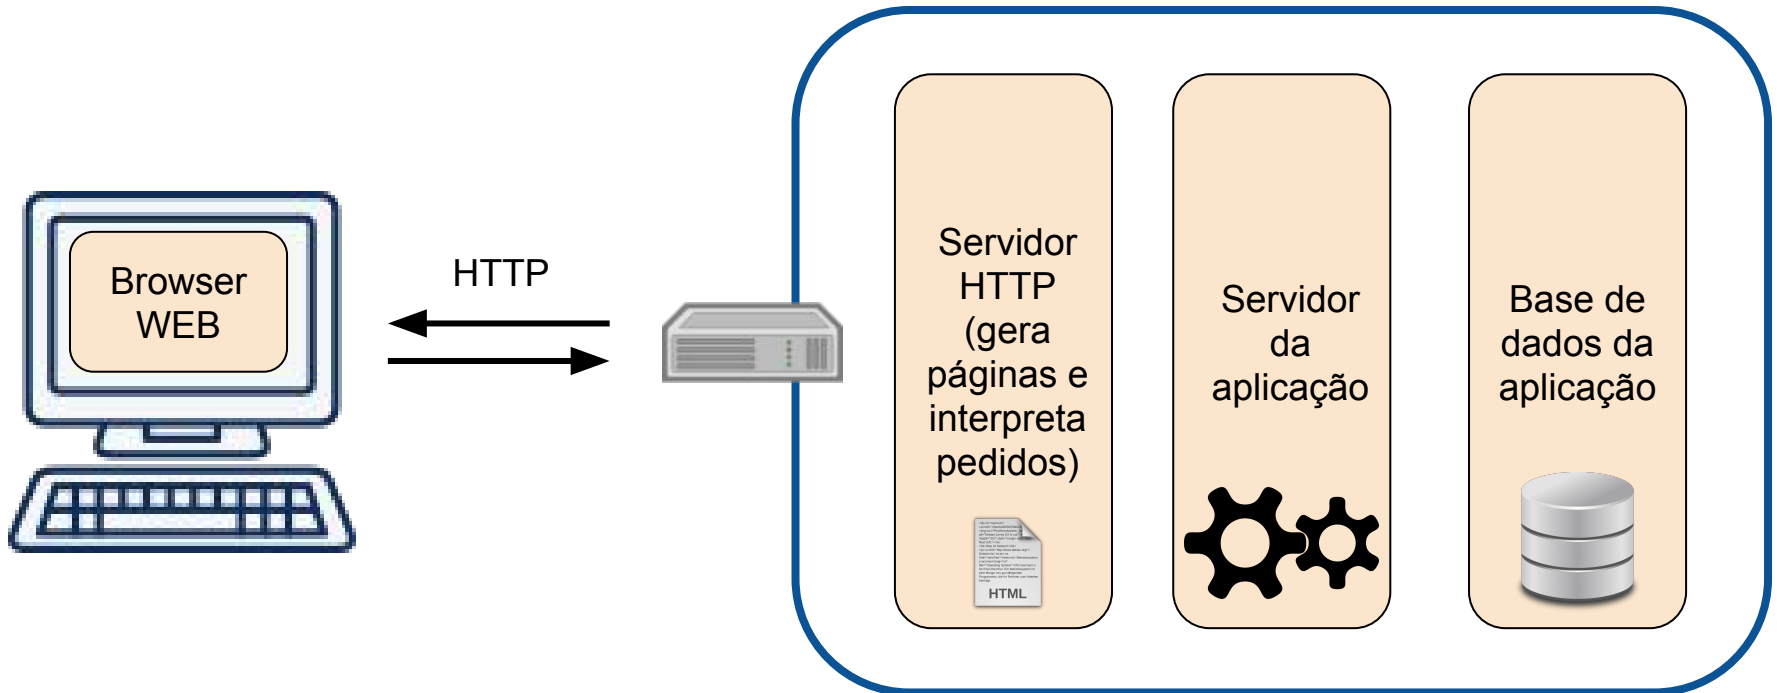 Browser
WEB
HTTP
Servidor
HTTP
(gera
páginas e
interpreta
pedidos)
HTML
Servidor
da
aplicação
Base de
dados da
aplicação